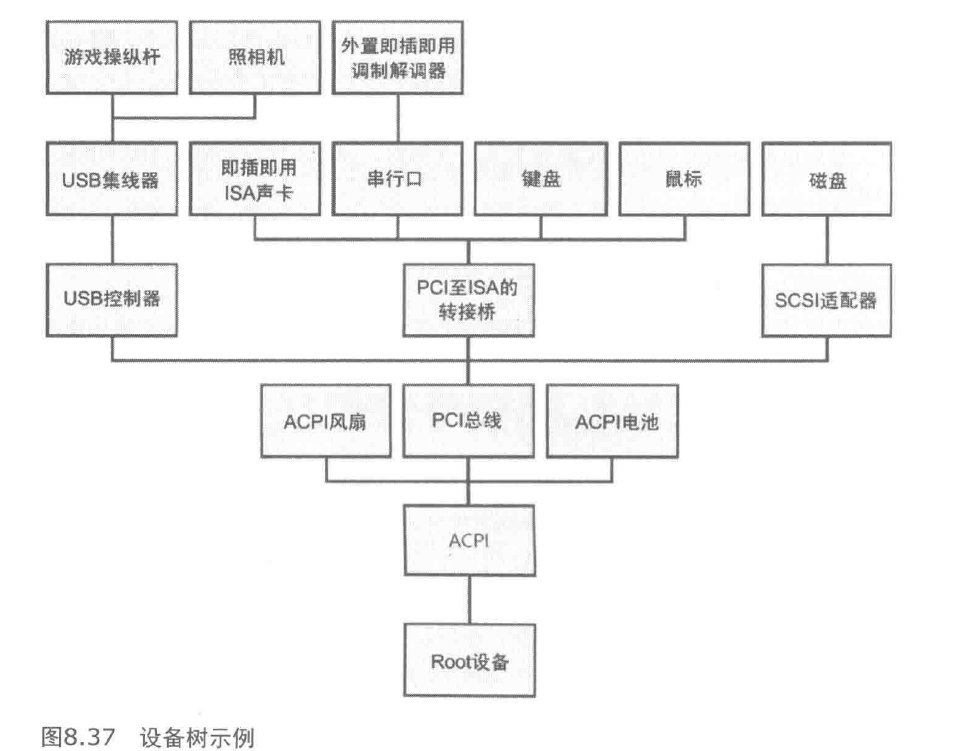 游戏操纵杆
照相机
外置即插即用
调制解调器
USB集线器
即插即用
ISA声卡
串行口
键盘
鼠标
磁盘
USB控制器
PCI至ISA的
转接桥
SCSI适配器
ACPI风扇
PCI总线
ACPI电池
ACPI
Root设备
图8.37 设备树示例